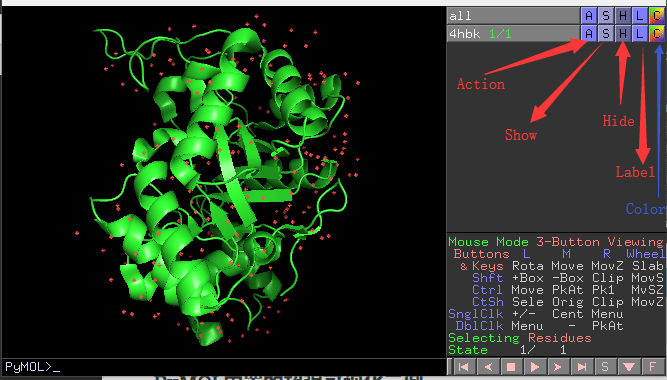 all A S H L C
4hbk 1/1 A S H L C
Action
Show
Hide
Label
Color
Mouse Mode 3-Button Viewing
Buttons L M R Wheel
& Keys Rota Move MovZ Slab
Shft +Box -Box Clip MovS
Ctrl Move PkAt Pk1 MvSZ
CtSh Sele Orig Clip MovZ
SnglClk +/- Cent Menu
DblClk Menu - PkAt
Selecting Residues
State 1/ 1
PyMOL>_
S F